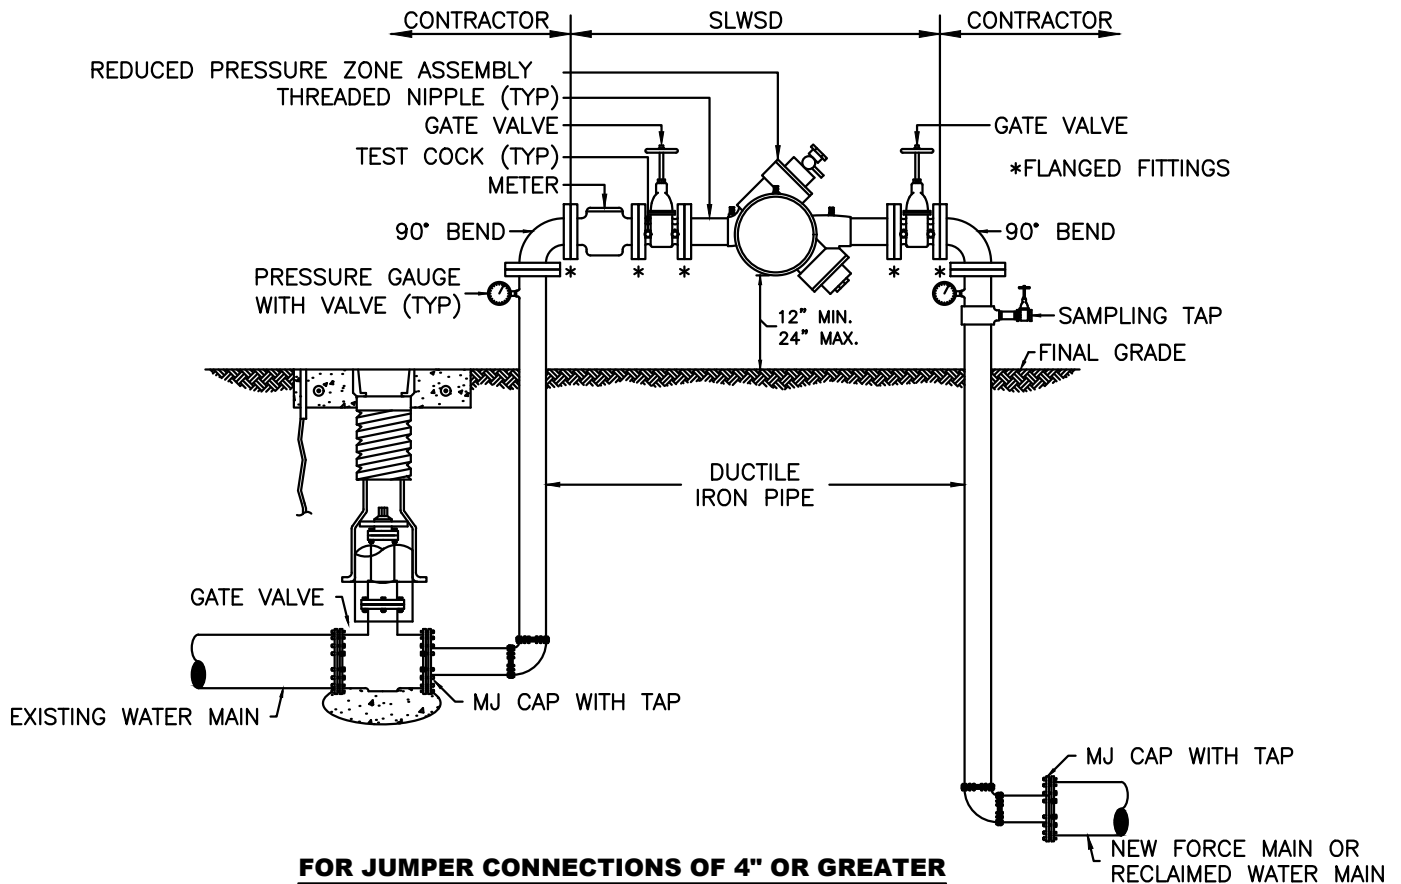 CONTRACTOR
SLWSD
CONTRACTOR
REDUCED PRESSURE ZONE ASSEMBLY
THREADED NIPPLE (TYP)
GATE VALVE
TEST COCK (TYP)
METER
90° BEND
PRESSURE GAUGE
WITH VALVE (TYP)
GATE VALVE
*FLANGED FITTINGS
90° BEND
* * * * *
12" MIN.
24" MAX.
SAMPLING TAP
FINAL GRADE
DUCTILE
IRON PIPE
GATE VALVE
MJ CAP WITH TAP
EXISTING WATER MAIN
MJ CAP WITH TAP
NEW FORCE MAIN OR
RECLAIMED WATER MAIN
FOR JUMPER CONNECTIONS OF 4" OR GREATER